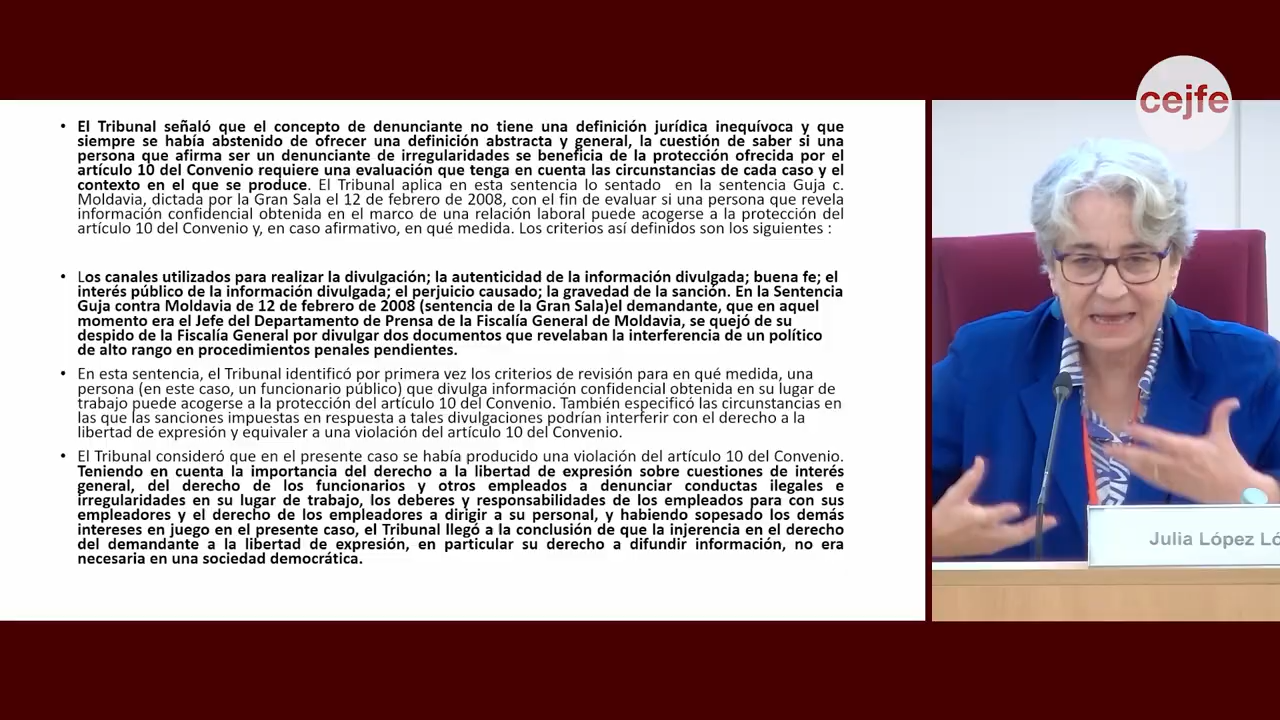 cejfe
• El Tribunal señaló que el concepto de denunciante no tiene una definición jurídica inequívoca y que
siempre se había abstenido de ofrecer una definición abstracta y general, la cuestión de saber si una
persona que afirma ser un denunciante de irregularidades se beneficia de la protección ofrecida por el
artículo 10 del Convenio requiere una evaluación que tenga en cuenta las circunstancias de cada caso y el
contexto en el que se produce. El Tribunal aplica en esta sentencia lo sentado en la sentencia Guja c.
Moldavia, dictada por la Gran Sala el 12 de febrero de 2008, con el fin de evaluar si una persona que revela
información confidencial obtenida en el marco de una relación laboral puede acogerse a la protección del
artículo 10 del Convenio y, en caso afirmativo, en qué medida. Los criterios así definidos son los siguientes :
• Los canales utilizados para realizar la divulgación; la autenticidad de la información divulgada; buena fe; el
interés público de la información divulgada; el perjuicio causado; la gravedad de la sanción. En la Sentencia
Guja contra Moldavia de 12 de febrero de 2008 (sentencia de la Gran Sala)el demandante, que en aquel
momento era el Jefe del Departamento de Prensa de la Fiscalía General de Moldavia, se quejó de su
despido de la Fiscalía General por divulgar dos documentos que revelaban la interferencia de un político
de alto rango en procedimientos penales pendientes.
• En esta sentencia, el Tribunal identificó por primera vez los criterios de revisión para en qué medida, una
persona (en este caso, un funcionario público) que divulga información confidencial obtenida en su lugar de
trabajo puede acogerse a la protección del artículo 10 del Convenio. También especificó las circunstancias en
las que las sanciones impuestas en respuesta a tales divulgaciones podrían interferir con el derecho a la
libertad de expresión y equivaler a una violación del artículo 10 del Convenio.
• El Tribunal consideró que en el presente caso se había producido una violación del artículo 10 del Convenio.
Teniendo en cuenta la importancia del derecho a la libertad de expresión sobre cuestiones de interés
general, del derecho de los funcionarios y otros empleados a denunciar conductas ilegales e
irregularidades en su lugar de trabajo, los deberes y responsabilidades de los empleados para con sus
empleadores y el derecho de los empleadores a dirigir a su personal, y habiendo sopesado los demás
intereses en juego en el presente caso, el Tribunal llegó a la conclusión de que la injerencia en el derecho
del demandante a la libertad de expresión, en particular su derecho a difundir información, no era
necesaria en una sociedad democrática.
Julia López Ló